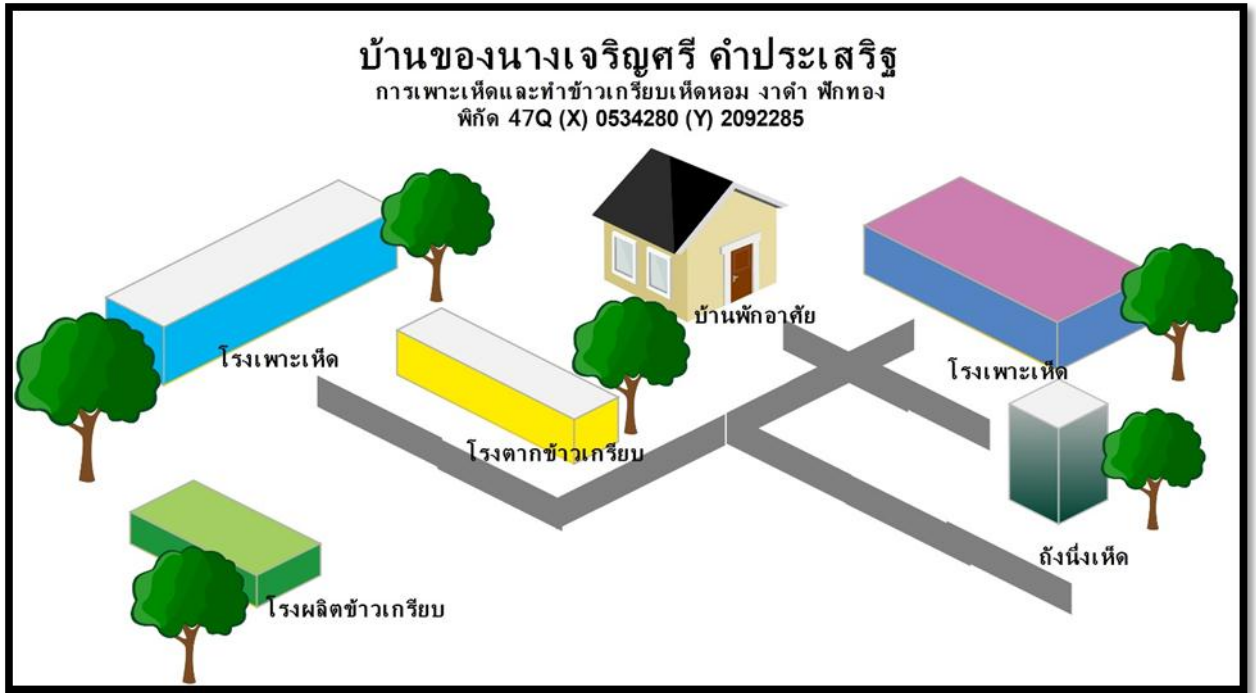 บ้านของนางเจริญศรี คำประเสริฐ
การเพาะเห็ดและทำข้าวเกรียบเห็ดหอม งาดำ ฟักทอง
พิกัด 47Q (X) 0534280 (Y) 2092285
บ้านพักอาศัย
โรงเพาะเห็ด
โรงเพาะเห็ด
โรงตากข้าวเกรียบ
ถังนึ่งเห็ด
โรงผลิตข้าวเกรียบ